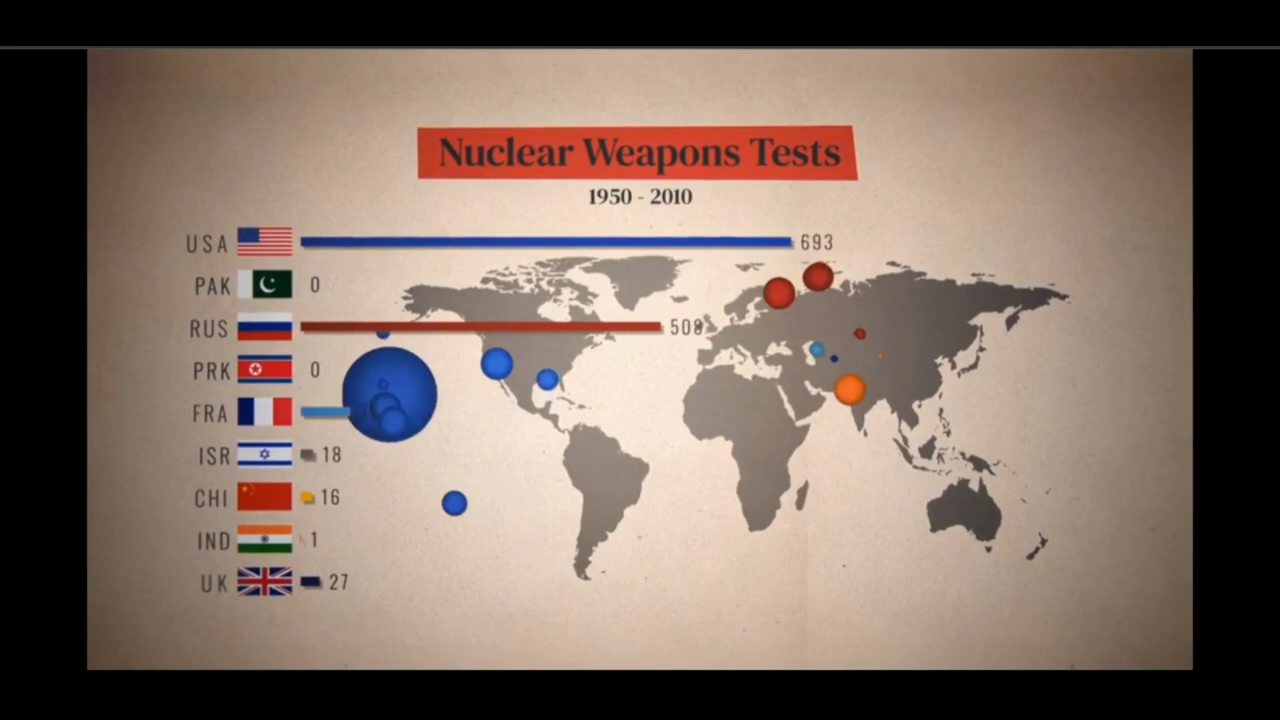 Nuclear Weapons Tests
1950 - 2010
USA 693
PAK 0
RUS 508
PRK 0
FRA
ISR 18
CHI 16
IND 1
UK 27